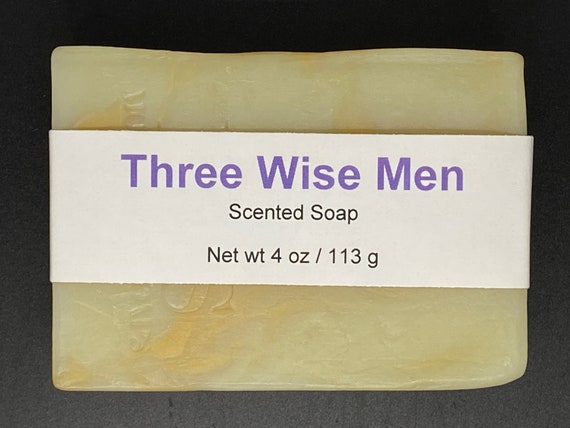 Three Wise Men
Scented Soap
Net wt 4 oz / 113 g